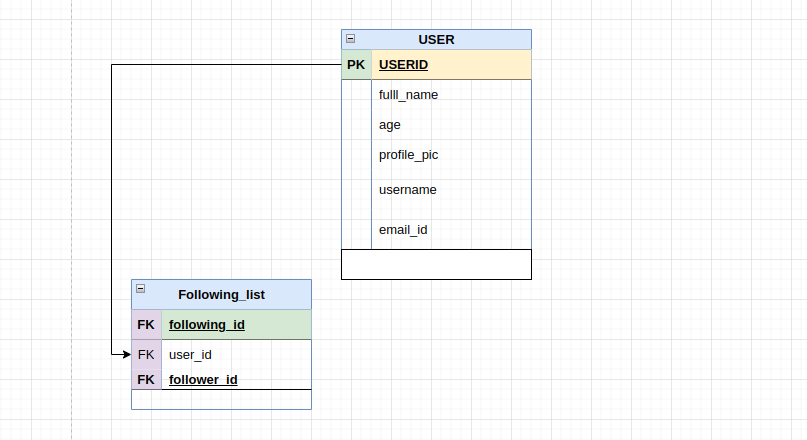 USER
PK USERID
fulll_name
age
profile_pic
username
email_id
Following_list
FK following_id
FK user_id
FK follower_id